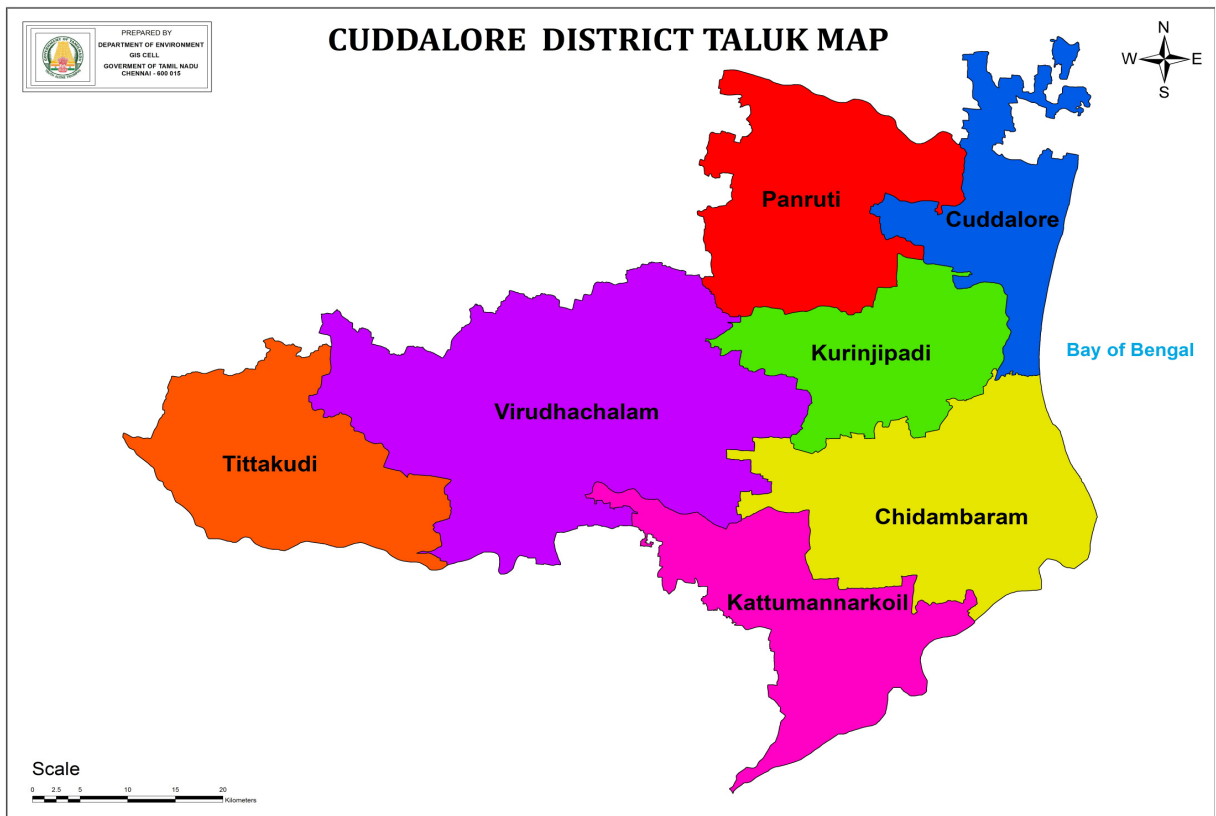 PREPARED BY
DEPARTMENT OF ENVIRONMENT
GIS CELL
GOVERMENT OF TAMIL NADU
CHENNAI - 600 015
CUDDALORE DISTRICT TALUK MAP
N
W E
S
Panruti
Cuddalore
Kurinjipadi
Bay of Bengal
Virudhachalam
Tittakudi
Chidambaram
Kattumannarkoil
Scale
0 2.5 5 10 15 20
Kilometers